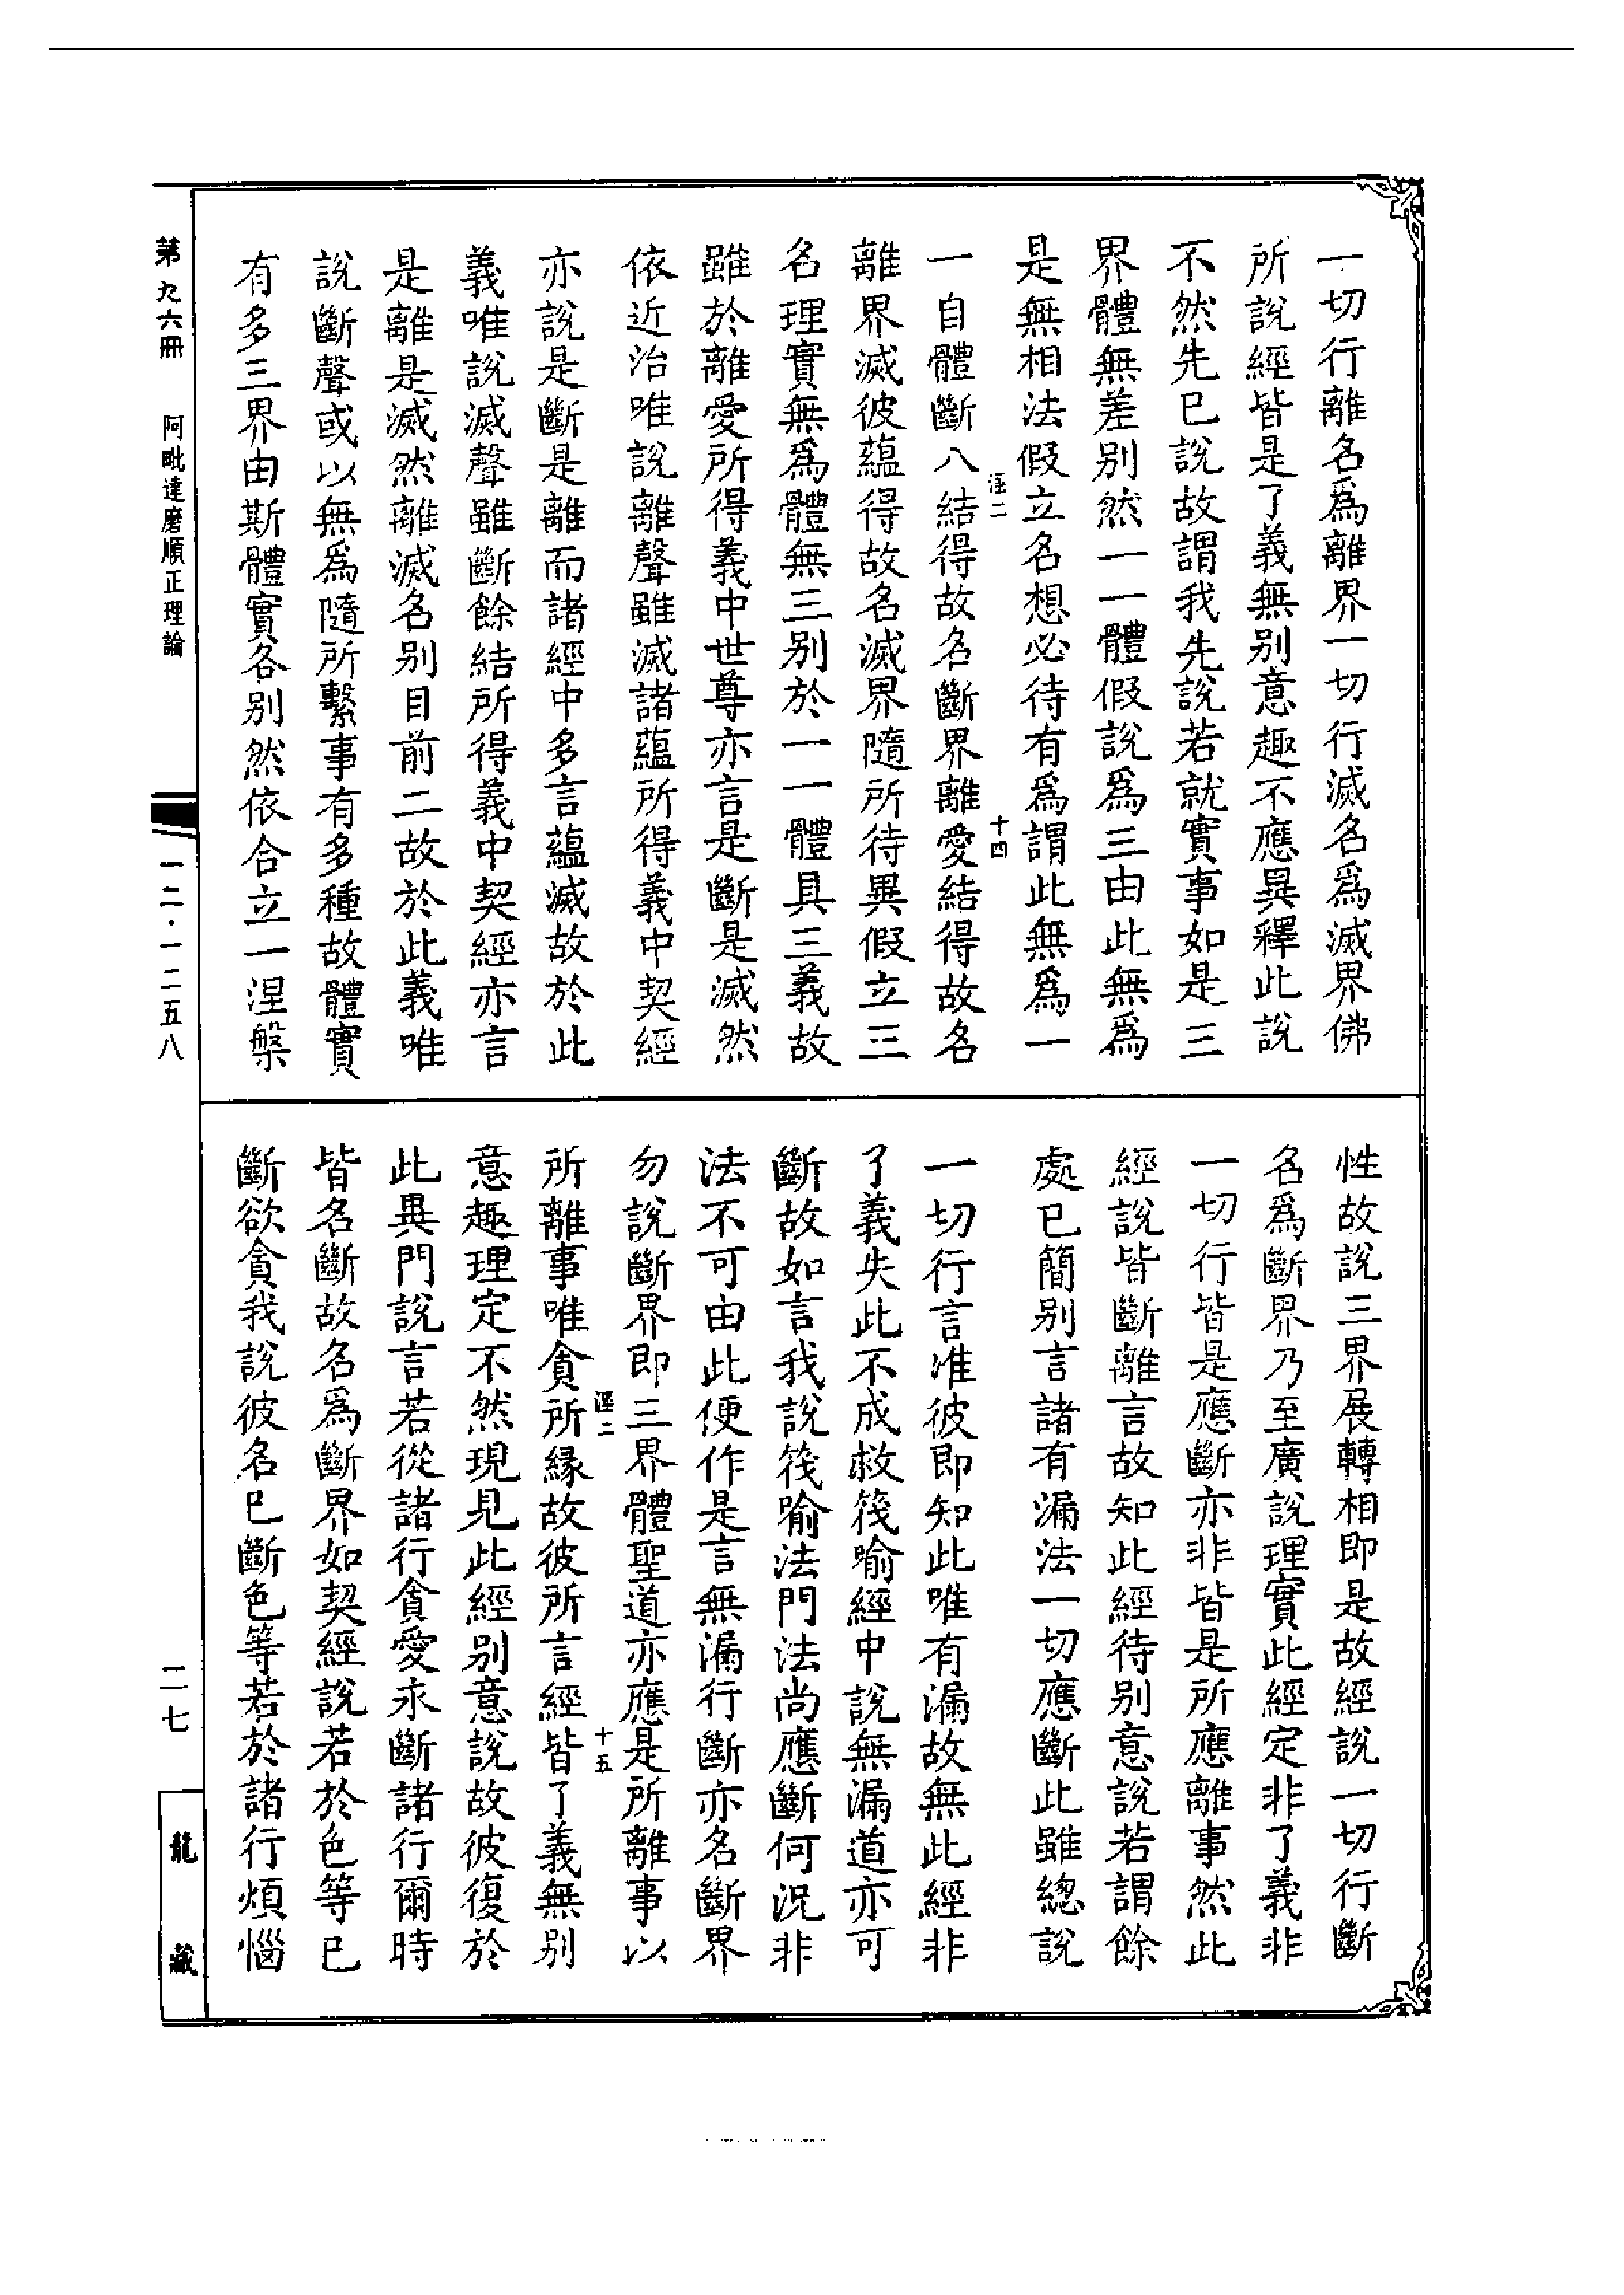 一切行離名爲離界一切行滅名爲滅界佛
所說經皆是了義無別意趣不應異釋此說
不然先已說故謂我先說若就實事如是三
界體無差別然一一體假說爲三由此無爲
是無相法假立名想必待有爲謂此無爲一
涇二　十四
一自體斷八結得故名斷界離愛結得故名
離界滅彼蘊得故名滅界隨所待異假立三
名理實無爲體無三別於一一體具三義故
雖於離愛所得義中世尊亦言是斷是滅然
依近治唯說離聲雖滅諸蘊所得義中契經
亦說是斷是離而諸經中多言蘊滅故於此
義唯說滅聲雖斷餘結所得義中契經亦言
是離是滅然離滅名別目前二故於此義唯
說斷聲或以無爲隨所繫事有多種故體實
有多三界由斯體實各別然依合立一涅槃
性故說三界展轉相即是故經說一切行斷
名爲斷界乃至廣說理實此經定非了義非
一切行皆是應斷亦非皆是所應離事然此
經說皆斷離言故知此經待別意說若謂餘
處已簡別言諸有漏法一切應斷此雖總說
一切行言准彼即知此唯有漏故無此經非
了義失此不成救筏喻經中說無漏道亦可
斷故如言我說筏喻法門法尚應斷何況非
法不可由此便作是言無漏行斷亦名斷界
勿說斷界即三界體聖道亦應是所離事以
涇二　十五
所離事唯貪所緣故彼所言經皆了義無別
意趣理定不然現見此經別意說故彼復於
此異門說言若從諸行貪愛永斷諸行爾時
皆名斷故名爲斷界如契經說若於色等已
斷欲貪我說彼名已斷色等若於諸行煩惱
第九六冊　阿毗達磨順正理論
一二·一二五八
二七
龍藏